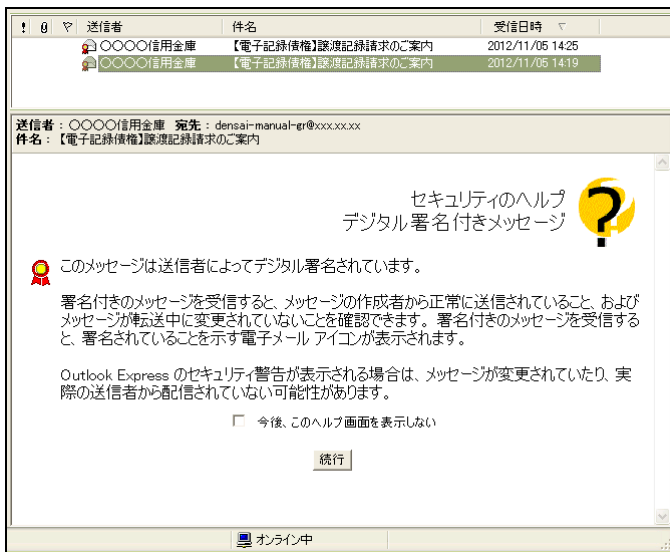 ! 送信者 件名 受信日時
○○○○信用金庫 【電子記録債権】譲渡記録請求のご案内 2012/11/05 14:25
○○○○信用金庫 【電子記録債権】譲渡記録請求のご案内 2012/11/05 14:19
送信者: ○○○○信用金庫 宛先: densai-manual-gr@xxx.xx.xx
件名: 【電子記録債権】譲渡記録請求のご案内
セキュリティのヘルプ
デジタル署名付きメッセージ
このメッセージは送信者によってデジタル署名されています。
署名付きのメッセージを受信すると、メッセージの作成者から正常に送信されていること、および
メッセージが転送中に変更されていないことを確認できます。署名付きのメッセージを受信する
と、署名されていることを示す電子メール アイコンが表示されます。
Outlook Express のセキュリティ警告が表示される場合は、メッセージが変更されていたり、実
際の送信者から配信されていない可能性があります。
今後、このヘルプ画面を表示しない
続行
オンライン中